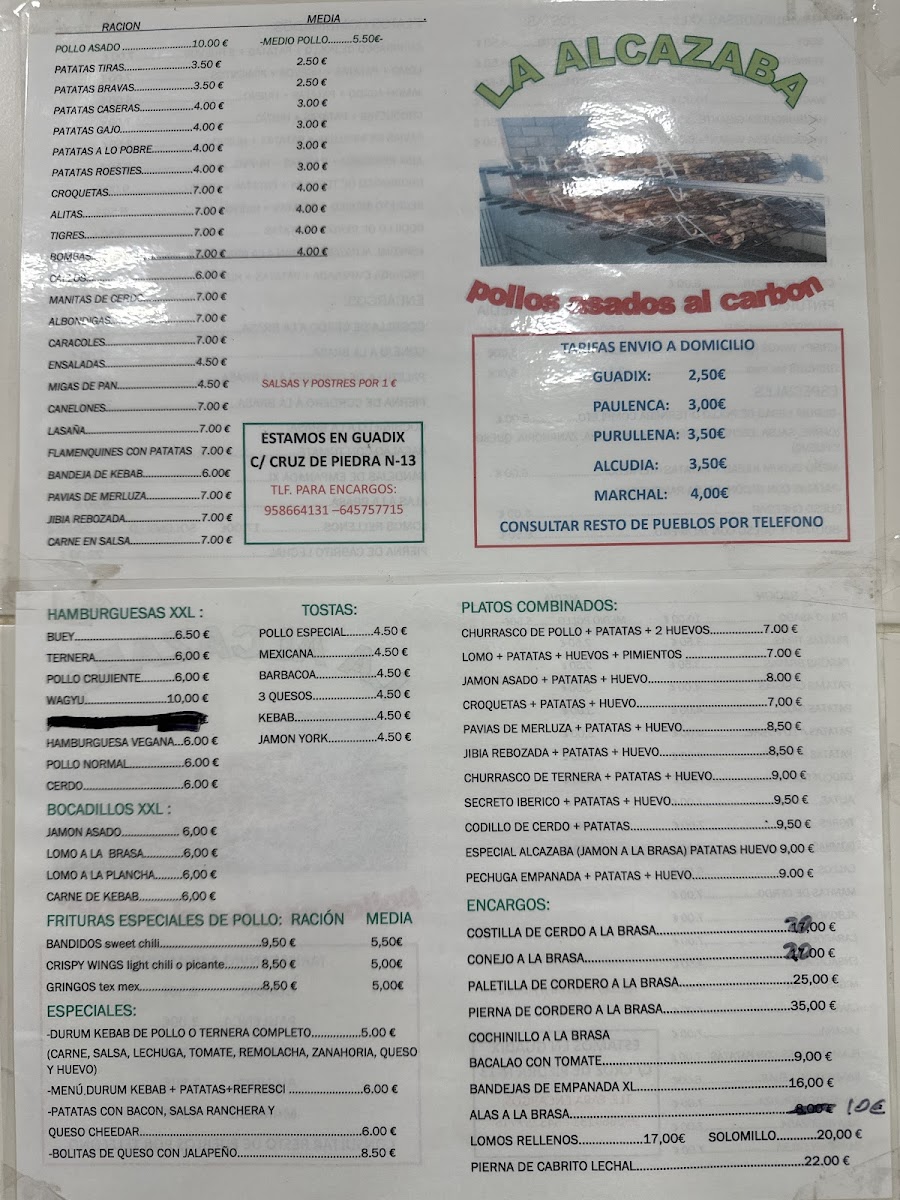 RACION MEDIA
POLLO ASADO ...................10.00 € -MEDIO POLLO........5.50€-
PATATAS TIRAS...................3.50 € 2.50 €
PATATAS BRAVAS................3.50 € 2.50 €
PATATAS CASERAS..............4.00 € 3.00 €
PATATAS GAJO....................4.00 € 3.00 €
PATATAS A LO POBRE...........4.00 € 3.00 €
PATATAS ROESTIES..............4.00 € 3.00 €
CROQUETAS........................7.00 € 4.00 €
ALITAS................................7.00 € 4.00 €
TIGRES...............................7.00 € 4.00 €
BOMBAS.............................7.00 € 4.00 €
CALLOS..............................6.00 €
MANITAS DE CERDO............7.00 €
ALBONDIGAS.......................7.00 €
CARACOLES........................7.00 €
ENSALADAS........................4.50 €
MIGAS DE PAN....................4.50 €
CANELONES.......................7.00 €
LASAÑA.............................7.00 €
FLAMENQUINES CON PATATAS 7.00 €
BANDEJA DE KEBAB..............6.00€
PAVIAS DE MERLUZA.............7.00 €
JIBIA REBOZADA..................7.00 €
CARNE EN SALSA.................7.00 €
SALSAS Y POSTRES POR 1 €
ESTAMOS EN GUADIX
C/ CRUZ DE PIEDRA N-13
TLF. PARA ENCARGOS:
958664131 –645757715
LA ALCAZABA
pollos asados al carbon
TARIFAS ENVIO A DOMICILIO
GUADIX: 2,50€
PAULENCA: 3,00€
PURULLENA: 3,50€
ALCUDIA: 3,50€
MARCHAL: 4,00€
CONSULTAR RESTO DE PUEBLOS POR TELEFONO
HAMBURGUESAS XXL :
BUEY..........................6.50 €
TERNERA.....................6,00 €
POLLO CRUJIENTE..........6,00 €
WAGYU......................10,00 €
HAMBURGUESA VEGANA...6.00 €
POLLO NORMAL..............6.00 €
CERDO.........................6.00 €
BOCADILLOS XXL :
JAMON ASADO............... 6,00 €
LOMO A LA BRASA...........6,00 €
LOMO A LA PLANCHA........6,00 €
CARNE DE KEBAB............6,00 €
TOSTAS:
POLLO ESPECIAL........4.50 €
MEXICANA.................4.50 €
BARBACOA................4.50 €
3 QUESOS.................4.50 €
KEBAB......................4.50 €
JAMON YORK.............4.50 €
FRITURAS ESPECIALES DE POLLO: RACIÓN MEDIA
BANDIDOS sweet chili.........................9,50 € 5,50€
CRISPY WINGS light chili o picante........... 8,50 € 5,00€
GRINGOS tex mex..............................8,50 € 5,00€
ESPECIALES:
-DURUM KEBAB DE POLLO O TERNERA COMPLETO...............5.00 €
(CARNE, SALSA, LECHUGA, TOMATE, REMOLACHA, ZANAHORIA, QUESO
Y HUEVO)
-MENÚ DURUM KEBAB + PATATAS+REFRESCI ...................6.00 €
-PATATAS CON BACON, SALSA RANCHERA Y
QUESO CHEEDAR...........................................6.00 €
-BOLITAS DE QUESO CON JALAPEÑO............................8.50 €
PLATOS COMBINADOS:
CHURRASCO DE POLLO + PATATAS + 2 HUEVOS................7.00 €
LOMO + PATATAS + HUEVOS + PIMIENTOS .....................7.00 €
JAMON ASADO + PATATAS + HUEVO............................8.00 €
CROQUETAS + PATATAS + HUEVO...............................7,00 €
PAVIAS DE MERLUZA + PATATAS + HUEVO......................8,50 €
JIBIA REBOZADA + PATATAS + HUEVO...........................8,50 €
CHURRASCO DE TERNERA + PATATAS + HUEVO................9,00 €
SECRETO IBERICO + PATATAS + HUEVO..........................9,50 €
CODILLO DE CERDO + PATATAS....................................9,50 €
ESPECIAL ALCAZABA (JAMON A LA BRASA) PATATAS HUEVO 9,00 €
PECHUGA EMPANADA + PATATAS + HUEVO......................9.00 €
ENCARGOS:
COSTILLA DE CERDO A LA BRASA.................................20,00 €
CONEJO A LA BRASA.................................................20,00 €
PALETILLA DE CORDERO A LA BRASA..............................25,00 €
PIERNA DE CORDERO A LA BRASA.................................35,00 €
COCHINILLO A LA BRASA
BACALAO CON TOMATE...............................................9,00 €
BANDEJAS DE EMPANADA XL........................................16,00 €
ALAS A LA BRASA......................................................8,00€ 10€
LOMOS RELLENOS.................17,00€ SOLOMILLO..........20,00 €
PIERNA DE CABRITO LECHAL.........................................22.00 €